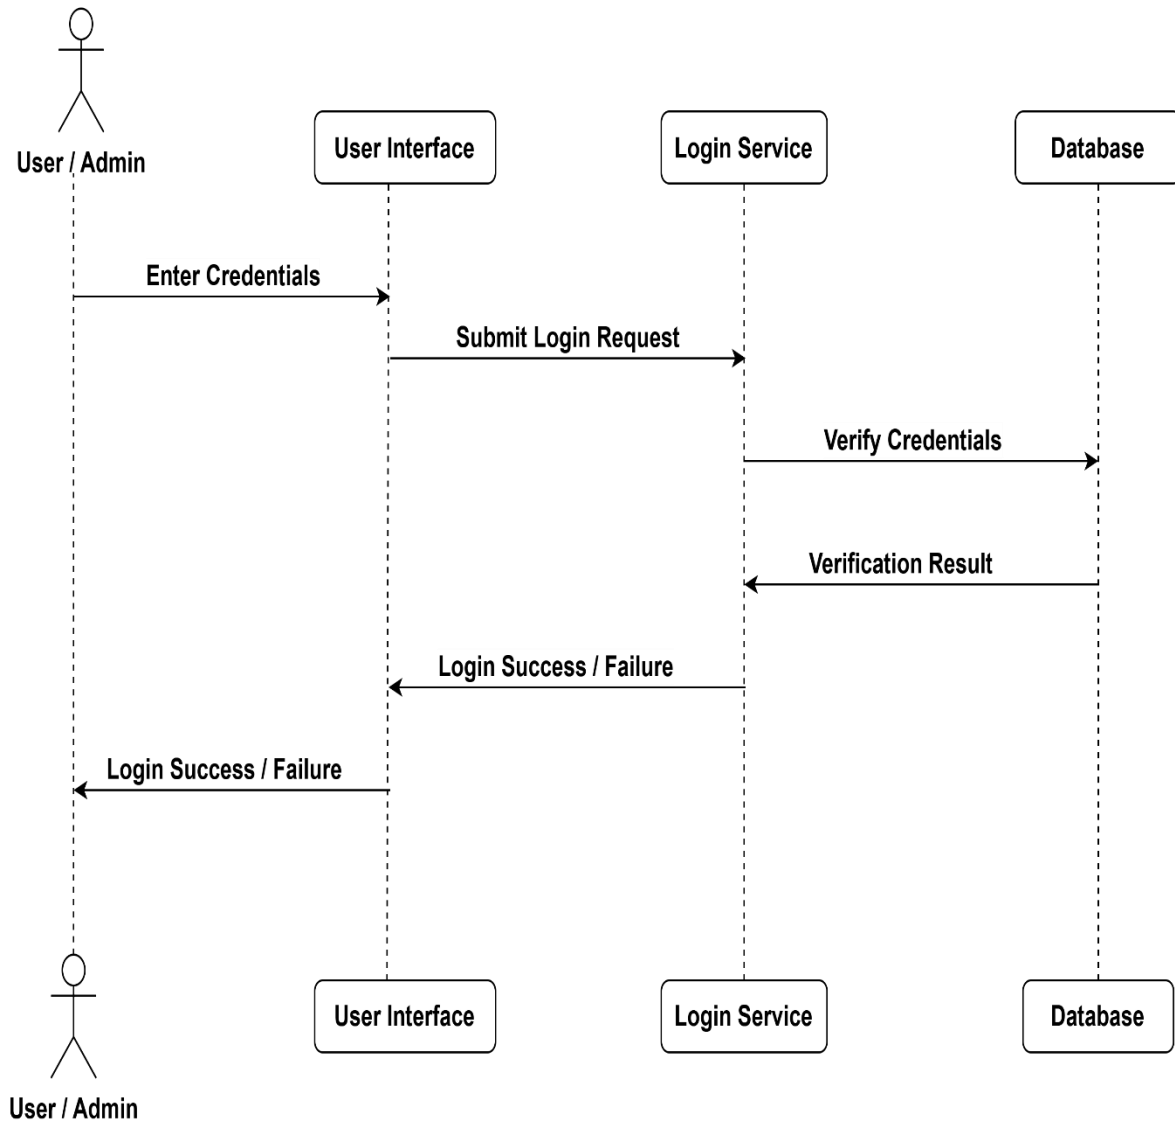 User / Admin
User Interface
Login Service
Database
Enter Credentials
Submit Login Request
Verify Credentials
Verification Result
Login Success / Failure
Login Success / Failure
User Interface
Login Service
Database
User / Admin